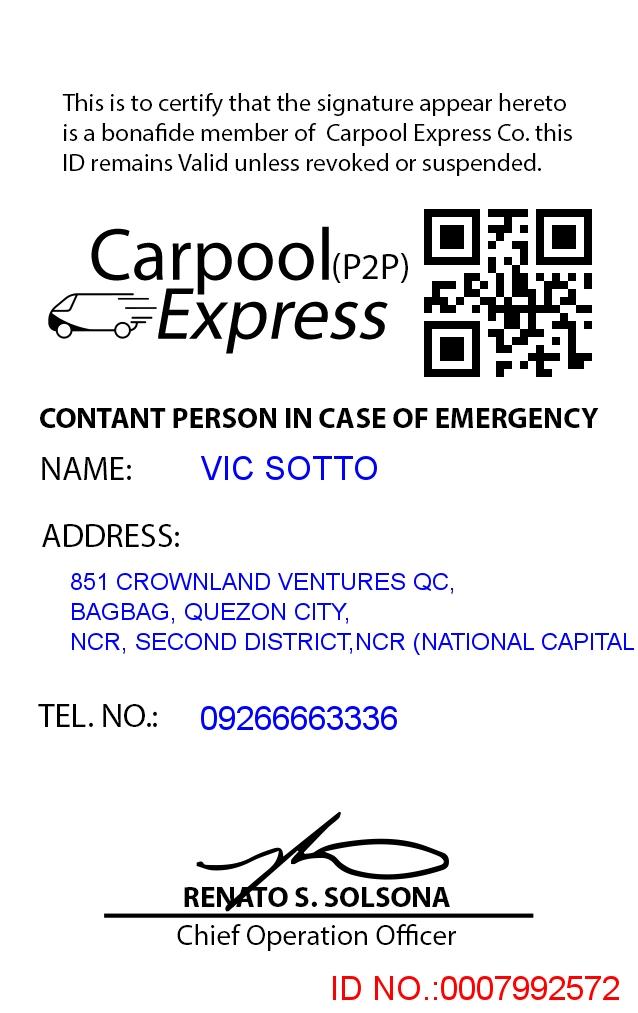 This is to certify that the signature appear hereto
is a bonafide member of Carpool Express Co. this
ID remains Valid unless revoked or suspended.
Carpool(P2P)
Express
CONTANT PERSON IN CASE OF EMERGENCY
NAME: VIC SOTTO
ADDRESS:
851 CROWNLAND VENTURES QC,
BAGBAG, QUEZON CITY,
NCR, SECOND DISTRICT,NCR (NATIONAL CAPITAL
TEL. NO.: 09266663336
RENATO S. SOLSONA
Chief Operation Officer
ID NO.:0007992572